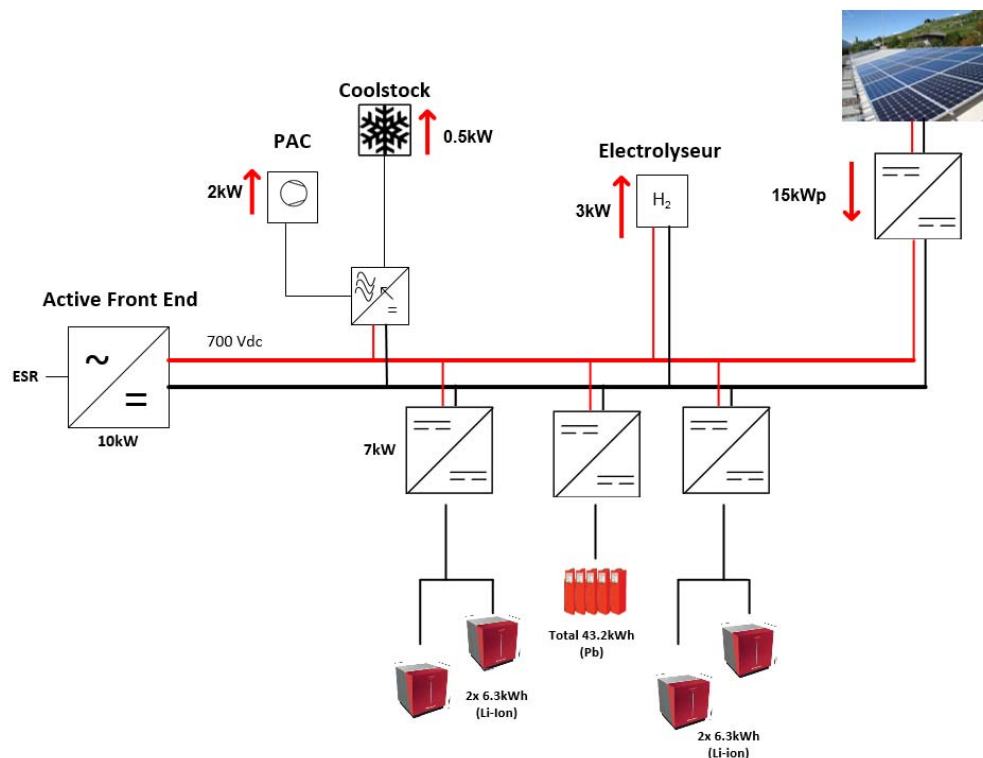 Coolstock
0.5kW
PAC
2kW
Electrolyseur
3kW
H₂
15kWp
Active Front End
700 Vdc
ESR
~
=
=
10kW
7kW
Total 43.2kWh
(Pb)
2x 6.3kWh
(Li-Ion)
2x 6.3kWh
(Li-ion)